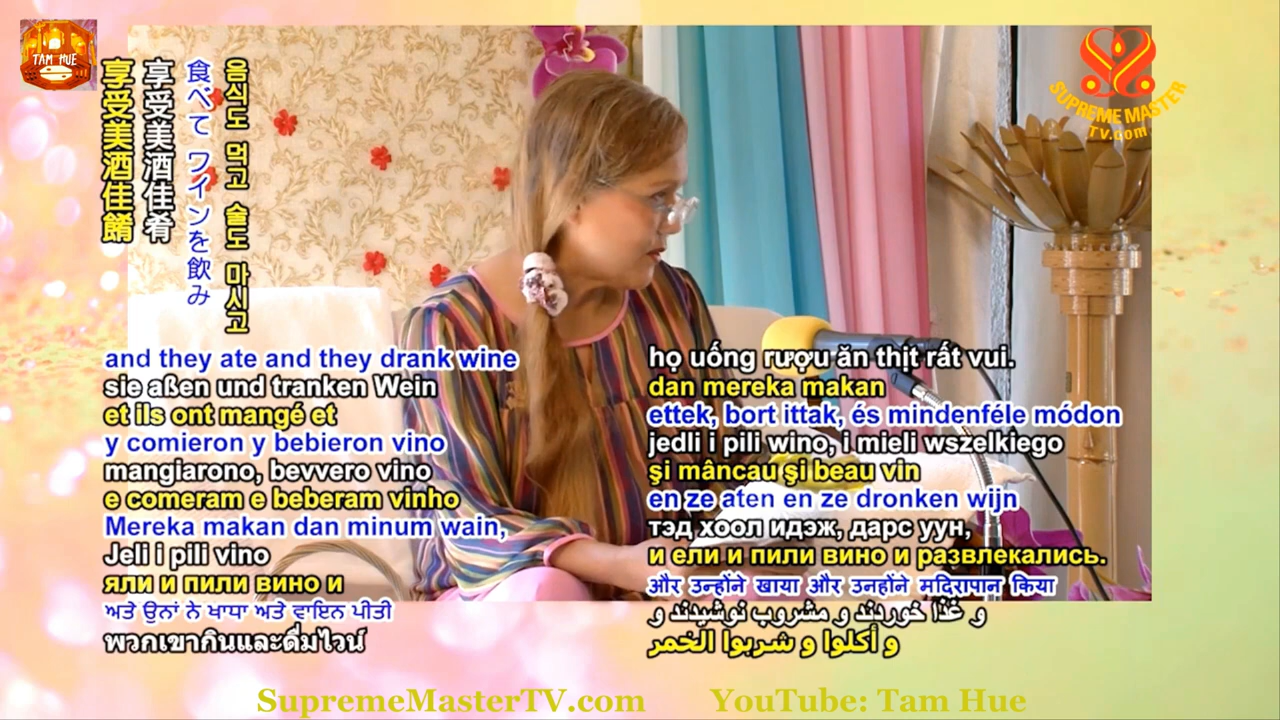 TAM HUE
SUPREME MASTER
TV.com
享受美酒佳餚
享受美酒佳肴
食べて ワインを飲み
음식도 먹고 술도 마시고
and they ate and they drank wine
sie aßen und tranken Wein
et ils ont mangé et
y comieron y bebieron vino
mangiarono, bevvero vino
e comeram e beberam vinho
Mereka makan dan minum wain,
Jeli i pili vino
яли и пили вино и
ਅਤੇ ਉਨਾਂ ਨੇ ਖਾਧਾ ਅਤੇ ਵਾਇਨ ਪੀਤੀ
พวกเขากินและดื่มไวน์
họ uống rượu ăn thịt rất vui.
dan mereka makan
ettek, bort ittak, és mindenféle módon
jedli i pili wino, i mieli wszelkiego
şi mâncau şi beau vin
en ze aten en ze dronken wijn
тэд хоол идэж, дарс уун,
и ели и пили вино и развлекались.
और उन्होंने खाया और उनहोंने मदिरापान किया
و غذا خوردند و مشروب نوشیدند و
و أكلوا و شربوا الخمر
SupremeMasterTV.com YouTube: Tam Hue